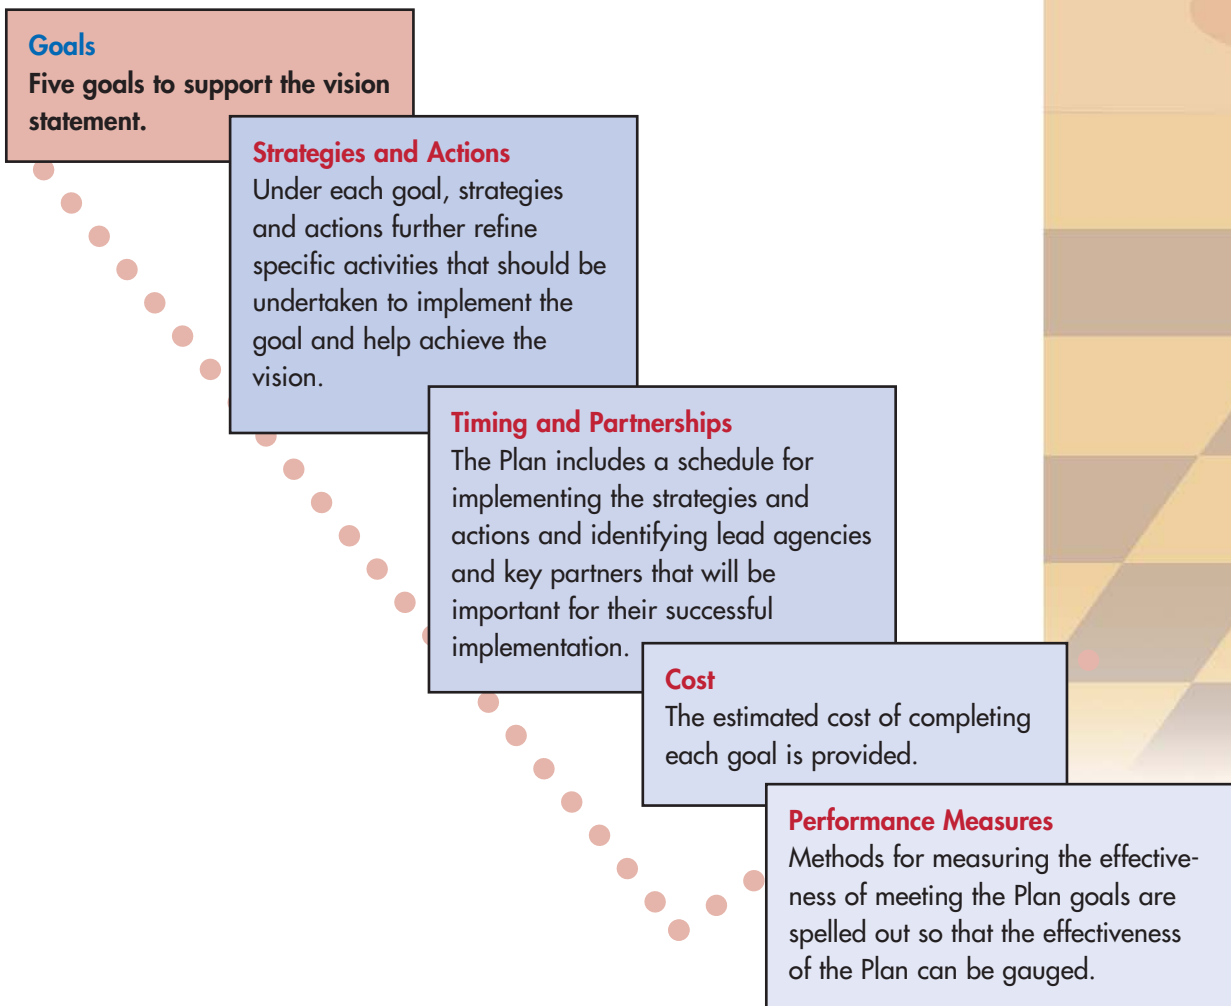 Goals
Five goals to support the vision
statement.
Strategies and Actions
Under each goal, strategies
and actions further refine
specific activities that should be
undertaken to implement the
goal and help achieve the
vision.
Timing and Partnerships
The Plan includes a schedule for
implementing the strategies and
actions and identifying lead agencies
and key partners that will be
important for their successful
implementation.
Cost
The estimated cost of completing
each goal is provided.
Performance Measures
Methods for measuring the effective-
ness of meeting the Plan goals are
spelled out so that the effectiveness
of the Plan can be gauged.